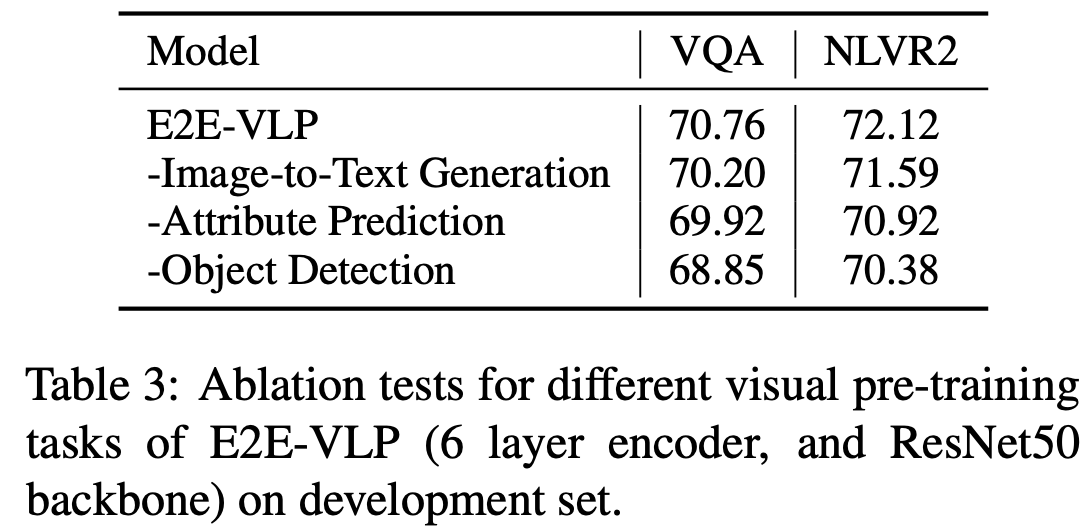 Model VQA NLVR2
E2E-VLP 70.76 72.12
-Image-to-Text Generation 70.20 71.59
-Attribute Prediction 69.92 70.92
-Object Detection 68.85 70.38
Table 3: Ablation tests for different visual pre-training
tasks of E2E-VLP (6 layer encoder, and ResNet50
backbone) on development set.